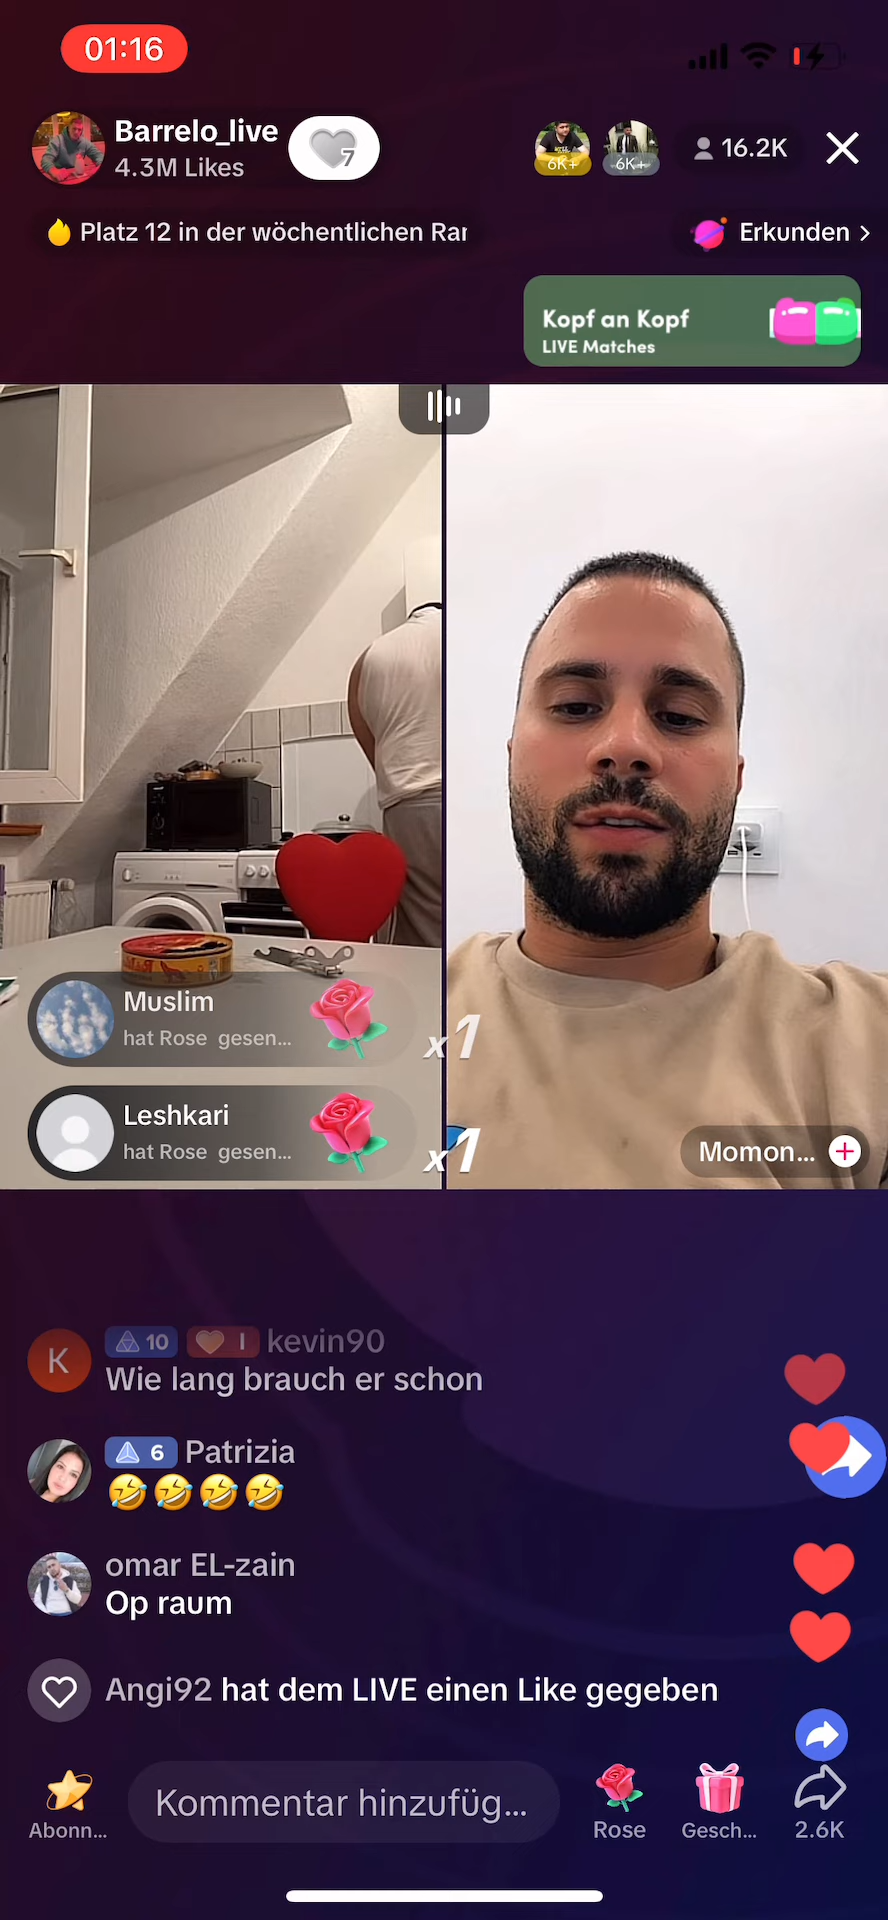 01:16
Barrelo_live
4.3M Likes
7
6K+
6K+
16.2K
Platz 12 in der wöchentlichen Rar
Erkunden >
Kopf an Kopf
LIVE Matches
Muslim
hat Rose gesen...
x1
Leshkari
hat Rose gesen...
x1
Momon...
K
10
I
kevin90
Wie lang brauch er schon
6
Patrizia
🤣🤣🤣🤣
omar EL-zain
Op raum
Angi92 hat dem LIVE einen Like gegeben
Kommentar hinzufüg...
Abonn...
Rose
Gesch...
2.6K